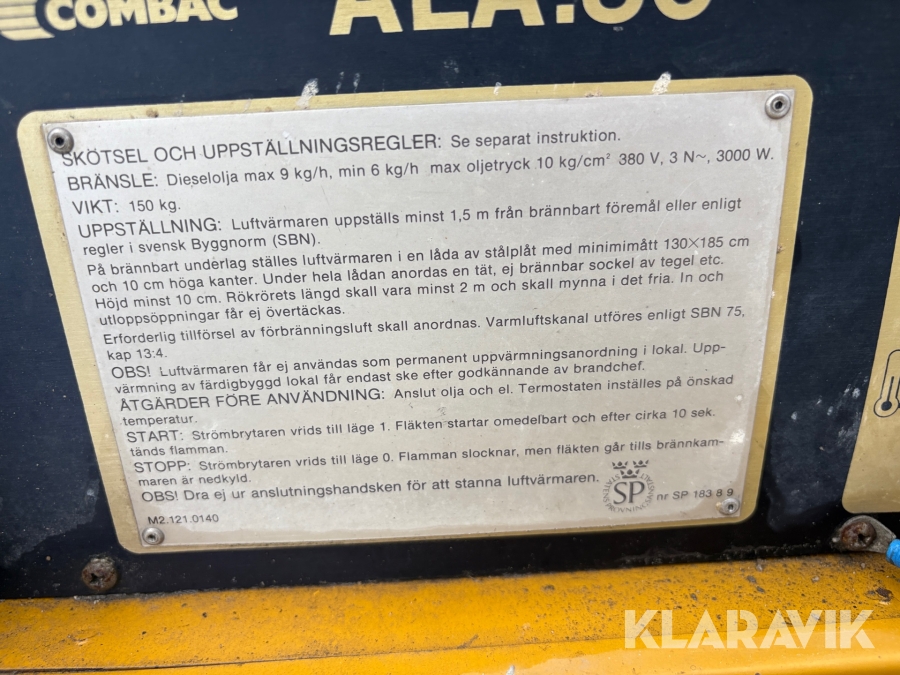 COMBAC
SKÖTSEL OCH UPPSTÄLLNINGSREGLER: Se separat instruktion.
BRÄNSLE: Dieselolja max 9 kg/h, min 6 kg/h max oljetryck 10 kg/cm² 380 V, 3 N~, 3000 W.
VIKT: 150 kg.
UPPSTÄLLNING: Luftvärmaren uppställs minst 1,5 m från brännbart föremål eller enligt
regler i svensk Byggnorm (SBN).
På brännbart underlag ställes luftvärmaren i en låda av stålplåt med minimimått 130×185 cm
och 10 cm höga kanter. Under hela lådan anordas en tät, ej brännbar sockel av tegel etc.
Höjd minst 10 cm. Rökrörets längd skall vara minst 2 m och skall mynna i det fria. In och
utloppsöppningar får ej övertäckas.
Erforderlig tillförsel av förbränningsluft skall anordnas. Varmluftskanal utföres enligt SBN 75,
kap 13:4.
OBS! Luftvärmaren får ej användas som permanent uppvärmningsanordning i lokal. Upp-
värmning av färdigbyggd lokal får endast ske efter godkännande av brandchef.
ÅTGÄRDER FÖRE ANVÄNDNING: Anslut olja och el. Termostaten inställes på önskad
temperatur.
START: Strömbrytaren vrids till läge 1. Fläkten startar omedelbart och efter cirka 10 sek.
tänds flamman.
STOPP: Strömbrytaren vrids till läge 0. Flamman slocknar, men fläkten går tills brännkam-
maren är nedkyld.
OBS! Dra ej ur anslutningshandsken för att stanna luftvärmaren.
SP nr SP 183 8 9
M2.121.0140
KLARAVIK